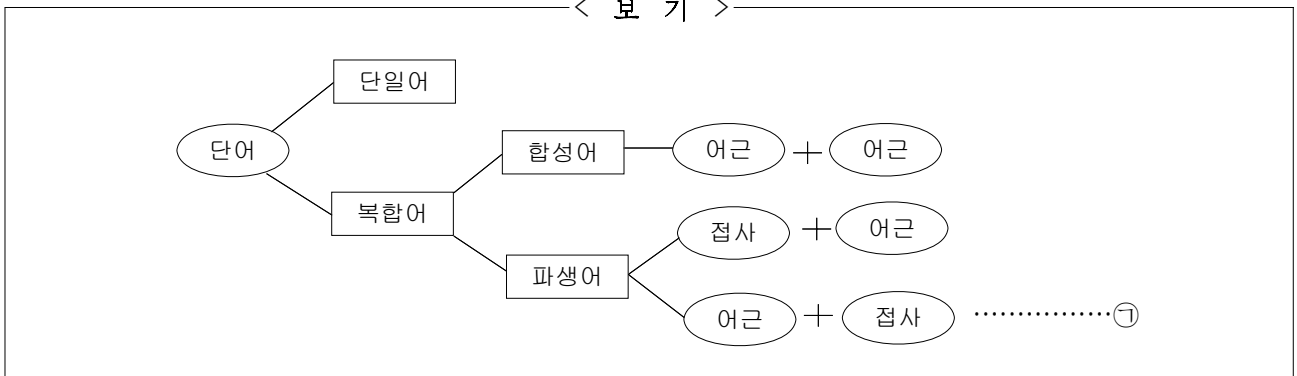 < 보 기 >
단일어
단어
합성어
어근 + 어근
복합어
접사 + 어근
파생어
어근 + 접사 ················㉠